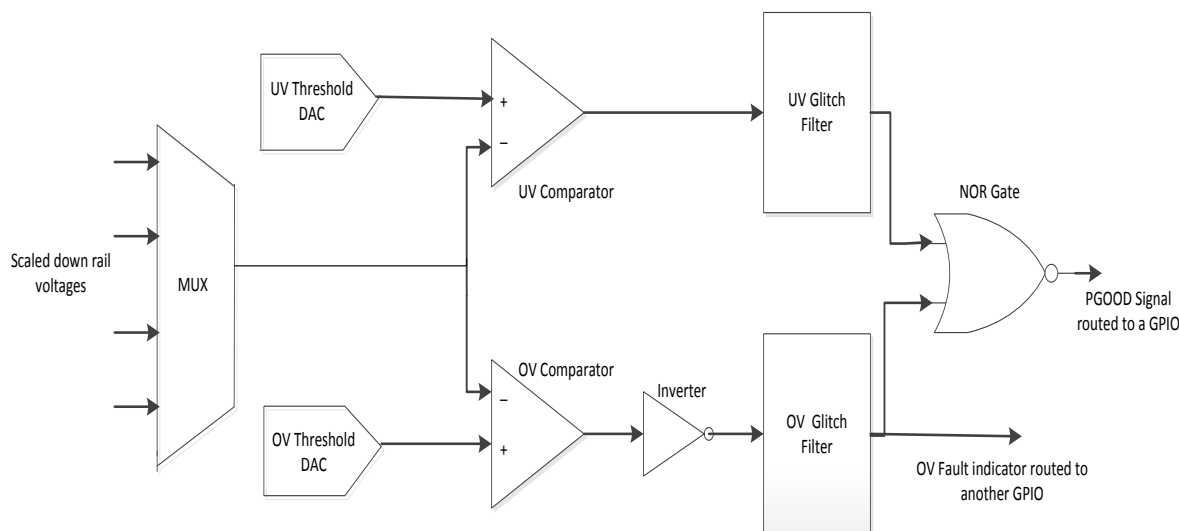 UV Threshold
DAC
+
−
UV Comparator
UV Glitch
Filter
NOR Gate
Scaled down rail
voltages
MUX
PGOOD Signal
routed to a GPIO
OV Comparator
−
+
Inverter
OV Threshold
DAC
OV Glitch
Filter
OV Fault indicator routed to
another GPIO